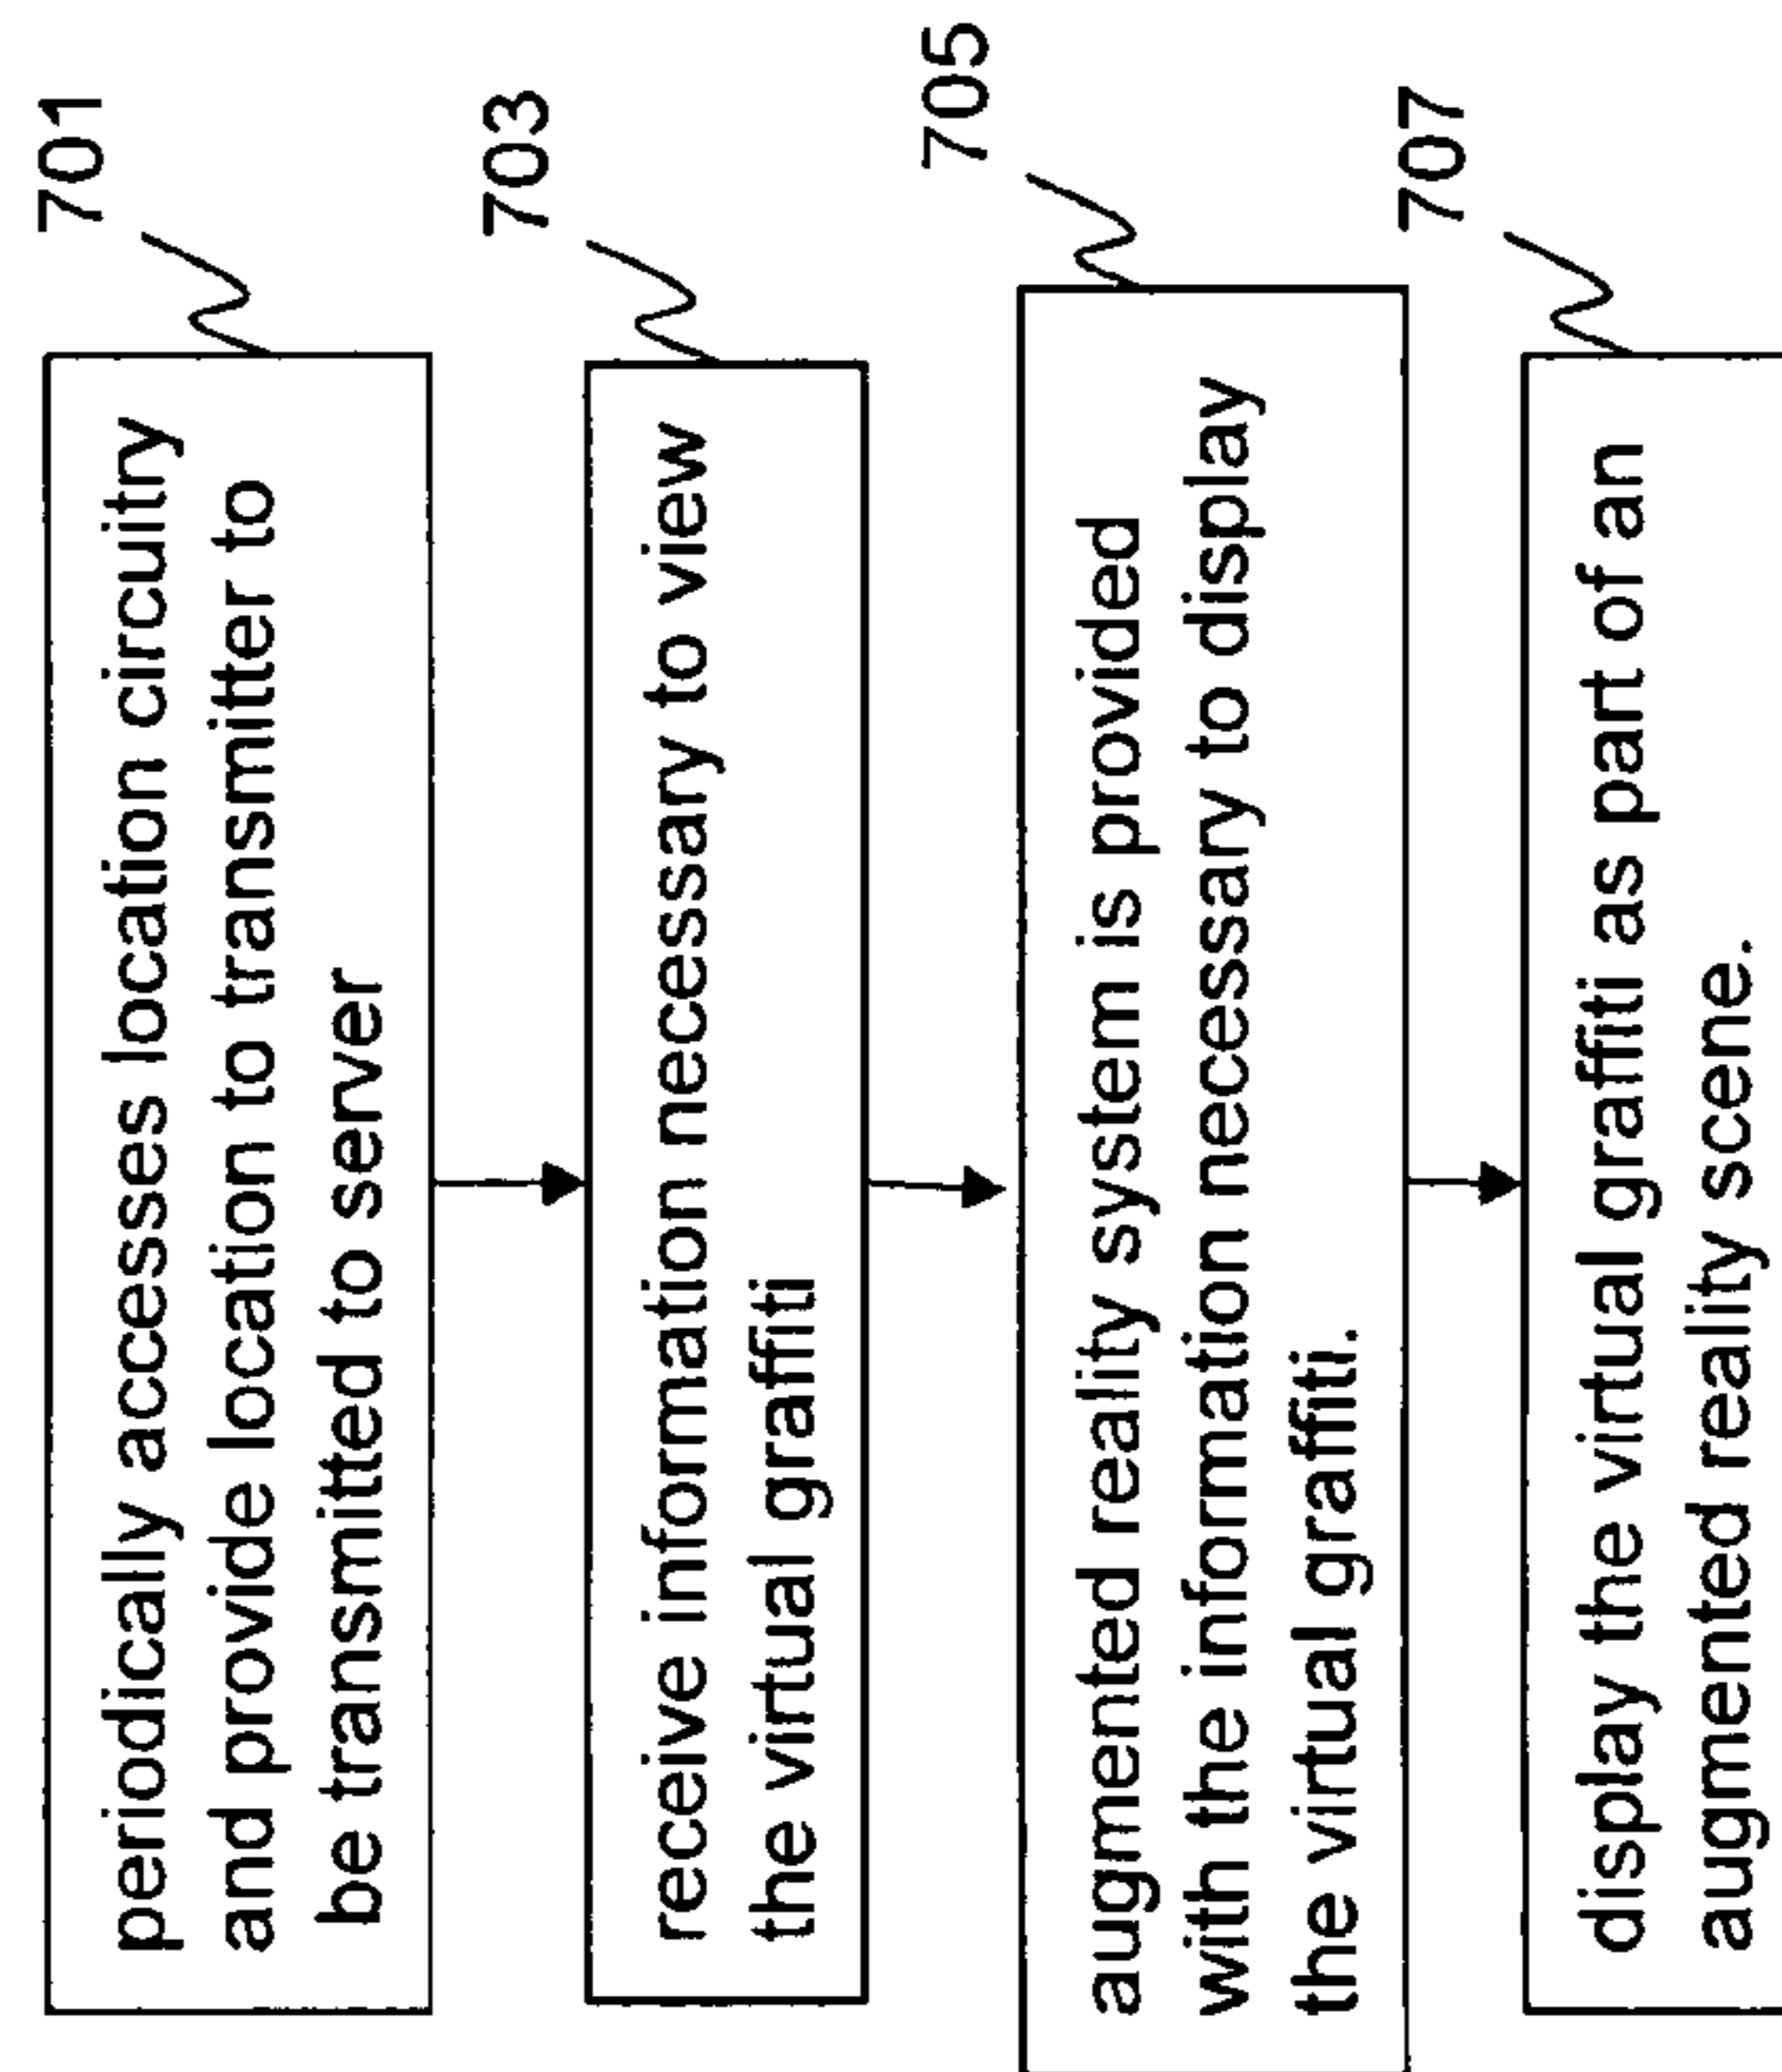 701
periodically accesses location circuitry
and provide location to transmitter to
be transmitted to server
703
receive information necessary to view
the virtual graffiti
705
augmented reality system is provided
with the information necessary to display
the virtual graffiti.
707
display the virtual graffiti as part of an
augmented reality scene.